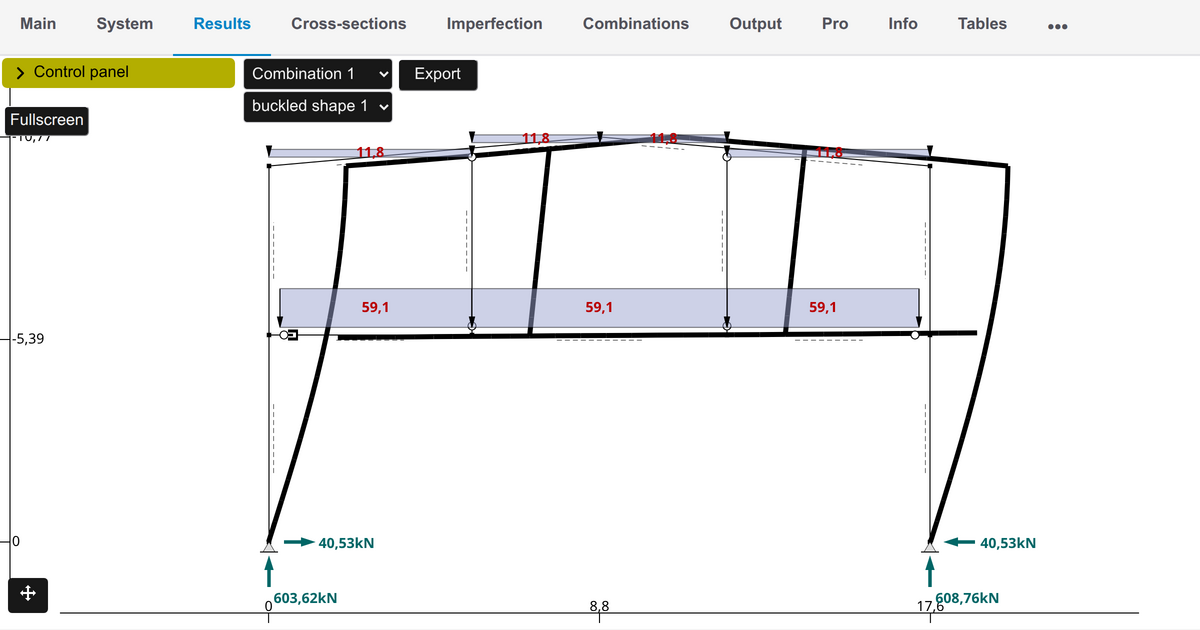 Main System Results Cross-sections Imperfection Combinations Output Pro Info Tables •••
Control panel
Combination 1
Export
buckled shape 1
Fullscreen
-10,77
11,8
11,8
11,8
11,8
59,1
59,1
59,1
-5,39
0
40,53kN
40,53kN
603,62kN
608,76kN
0
8,8
17,6